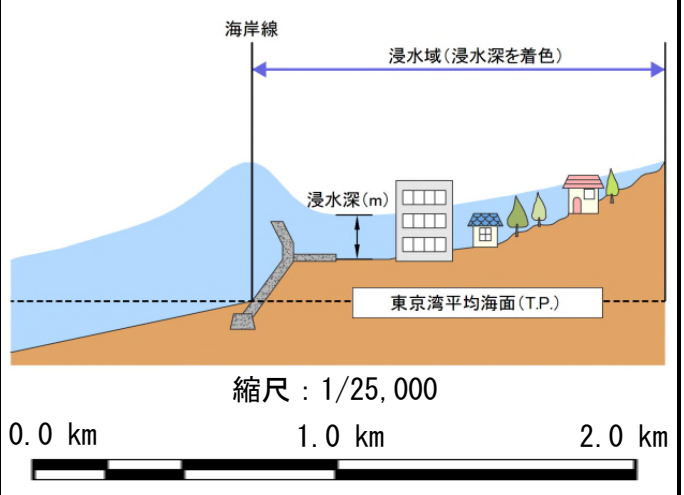 海岸線
浸水域(浸水深を着色)
浸水深(m)
東京湾平均海面(T.P.)
縮尺:1/25,000
0.0 km 1.0 km 2.0 km